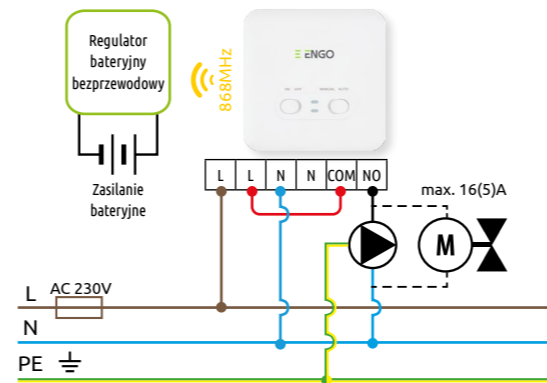 Regulator
bateryjny
bezprzewodowy
868MHz
ENGO
Zasilanie
bateryjne
L L N N COM NO
max. 16(5)A
M
L AC 230V
N
PE